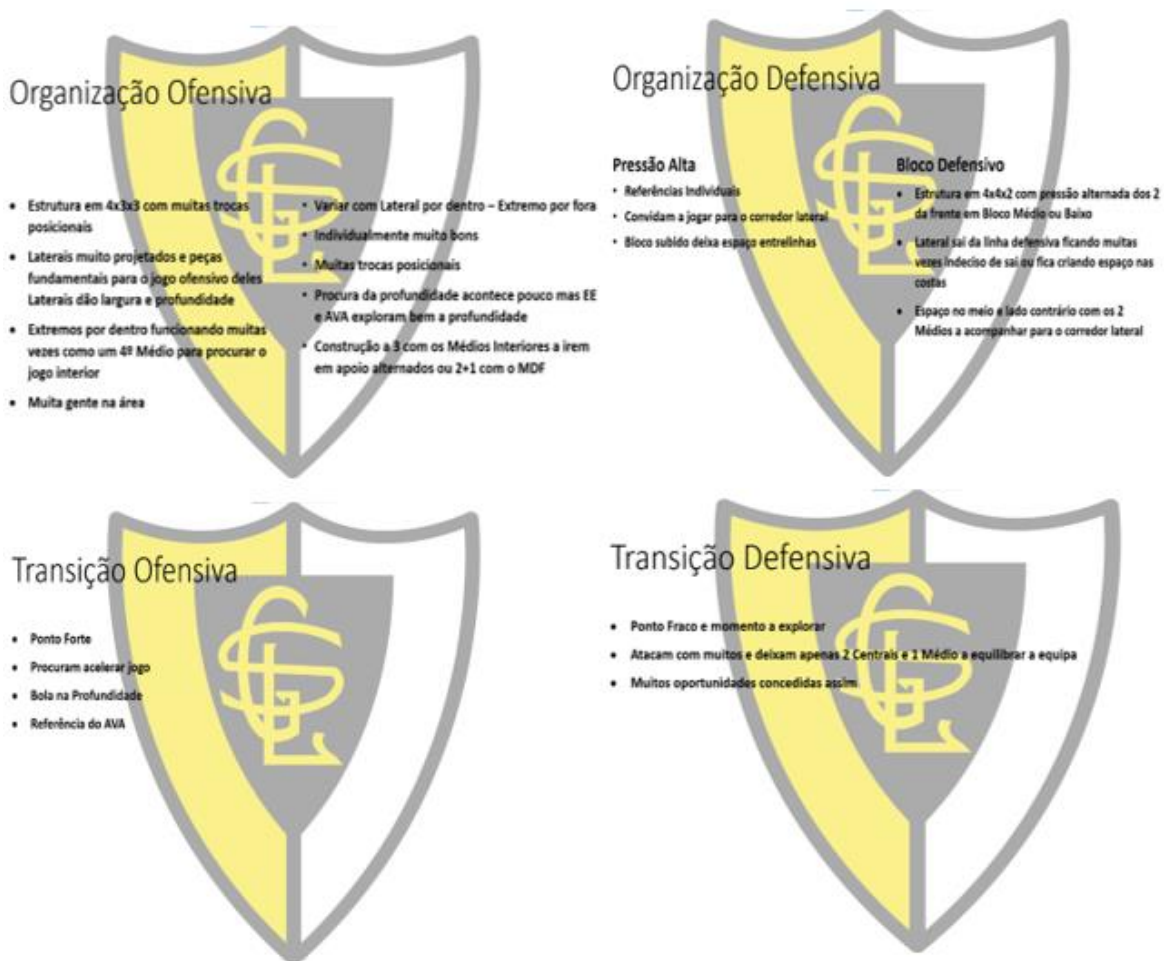 Organização Ofensiva
• Estrutura em 4x3x3 com muitas trocas
posicionais
• Laterais muito projetados e peças
fundamentais para o jogo ofensivo deles
Laterais dão largura e profundidade
• Extremos por dentro funcionando muitas
vezes como um 4º Médio para procurar o
jogo interior
• Muita gente na área
• Variar com Lateral por dentro – Extremo por fora
• Individualmente muito bons
• Muitas trocas posicionais
• Procura da profundidade acontece pouco mas EE
e AVA exploram bem a profundidade
• Construção a 3 com os Médios Interiores a irem
em apoio alternados ou 2+1 com o MDF
Organização Defensiva
Pressão Alta
• Referências Individuais
• Convidam a jogar para o corredor lateral
• Bloco subido deixa espaço entrelinhas
Bloco Defensivo
• Estrutura em 4x4x2 com pressão alternada dos 2
da frente em Bloco Médio ou Baixo
• Lateral sai da linha defensiva ficando muitas
vezes indeciso de sai ou fica criando espaço nas
costas
• Espaço no meio e lado contrário com os 2
Médios a acompanhar para o corredor lateral
Transição Ofensiva
• Ponto Forte
• Procuram acelerar jogo
• Bola na Profundidade
• Referência do AVA
Transição Defensiva
• Ponto Fraco e momento a explorar
• Atacam com muitos e deixam apenas 2 Centrais e 1 Médio a equilibrar a equipa
• Muitos oportunidades concedidas assim